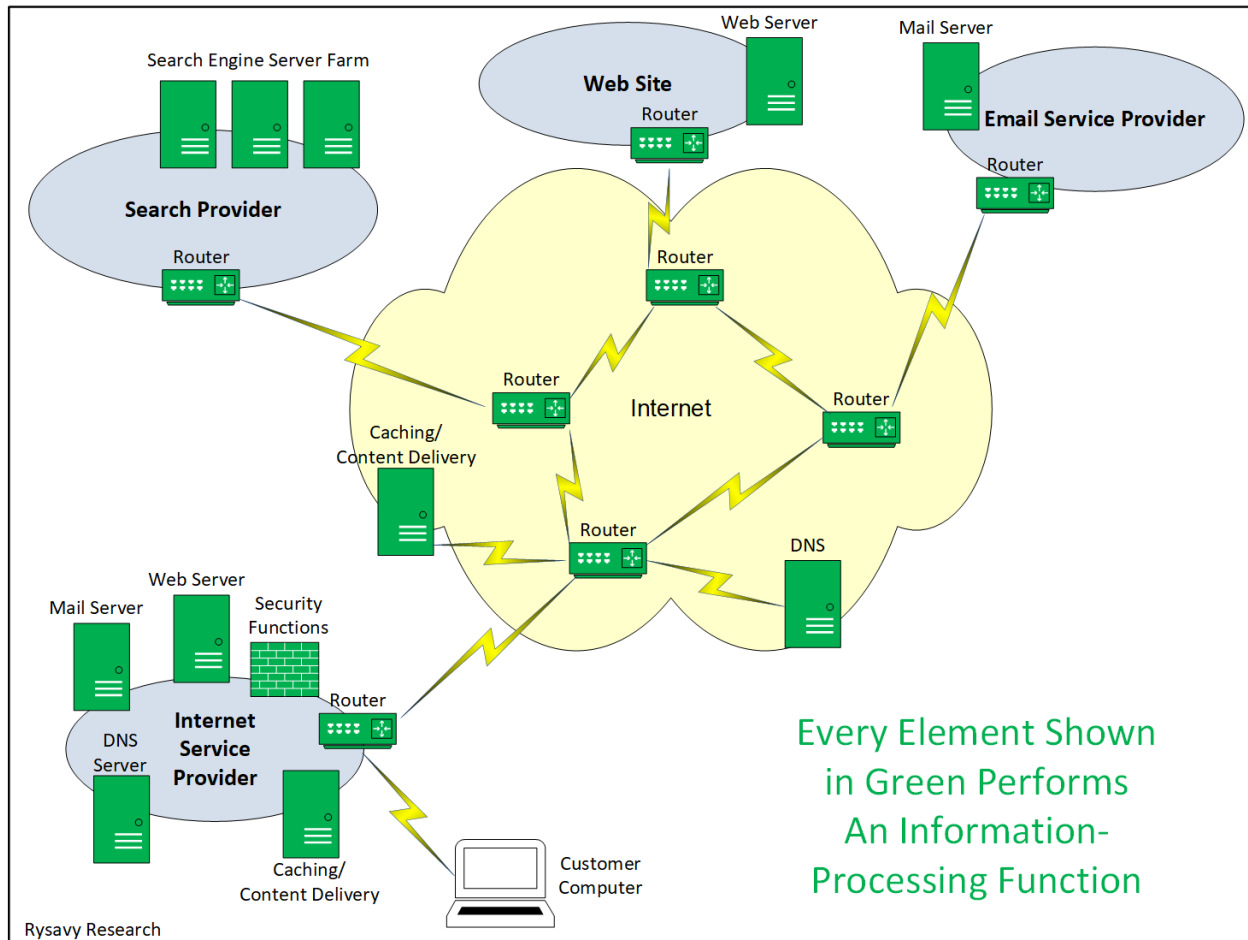 Web Server
Mail Server
Search Engine Server Farm
Web Site
Router
Email Service Provider
Router
Search Provider
Router
Router
Router
Internet
Router
Caching/
Content Delivery
Router
DNS
Web Server
Mail Server
Security
Functions
Router
Internet
Service
Provider
DNS
Server
Caching/
Content Delivery
Customer
Computer
Every Element Shown
in Green Performs
An Information-
Processing Function
Rysavy Research